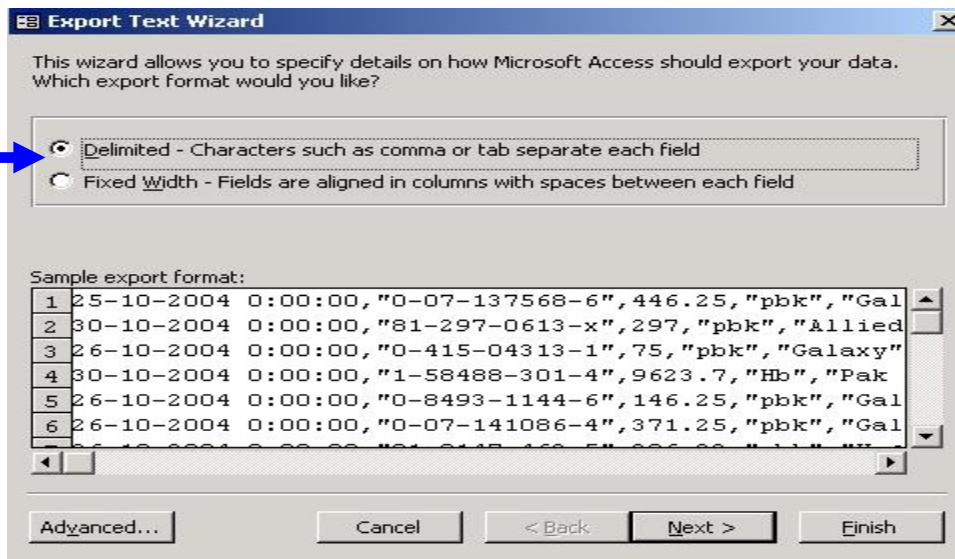 Export Text Wizard
This wizard allows you to specify details on how Microsoft Access should export your data.
Which export format would you like?
Delimited - Characters such as comma or tab separate each field
Fixed Width - Fields are aligned in columns with spaces between each field
Sample export format:
1 25-10-2004 0:00:00,"0-07-137568-6",446.25,"pbk","Gal
2 30-10-2004 0:00:00,"81-297-0613-x",297,"pbk","Allied
3 26-10-2004 0:00:00,"0-415-04313-1",75,"pbk","Galaxy"
4 30-10-2004 0:00:00,"1-58488-301-4",9623.7,"Hb","Pak
5 26-10-2004 0:00:00,"0-8493-1144-6",146.25,"pbk","Gal
6 26-10-2004 0:00:00,"0-07-141086-4",371.25,"pbk","Gal
Advanced... Cancel < Back Next > Finish